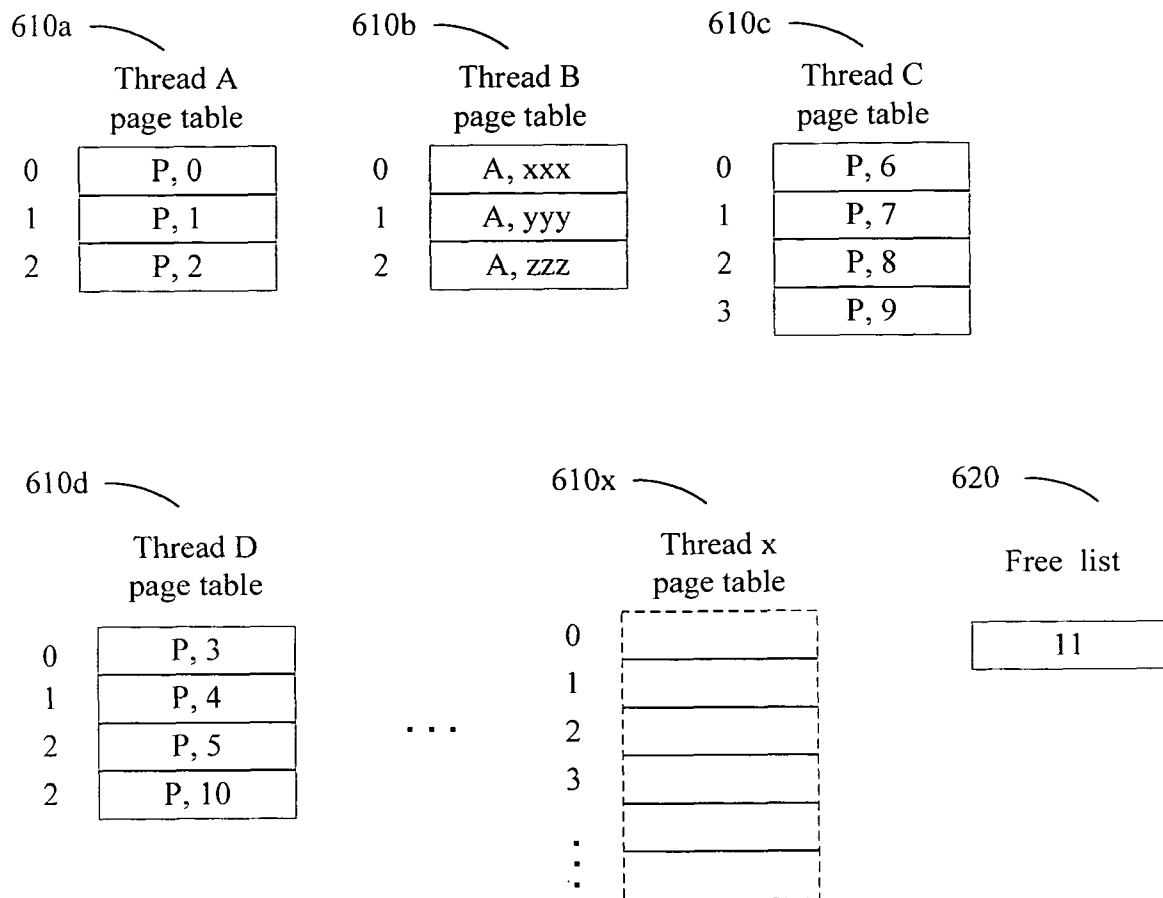 610a
Thread A
page table
0 P, 0
1 P, 1
2 P, 2
610b
Thread B
page table
0 A, xxx
1 A, yyy
2 A, zzz
610c
Thread C
page table
0 P, 6
1 P, 7
2 P, 8
3 P, 9
610d
Thread D
page table
0 P, 3
1 P, 4
2 P, 5
2 P, 10
. . .
610x
Thread x
page table
0
1
2
3
620
Free list
11